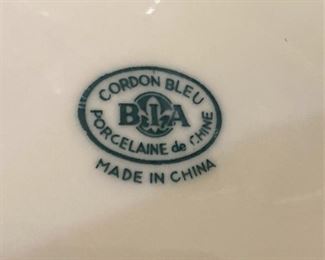 CORDON BLEU
BIA
PORCELAINE de CHINE
MADE IN CHINA